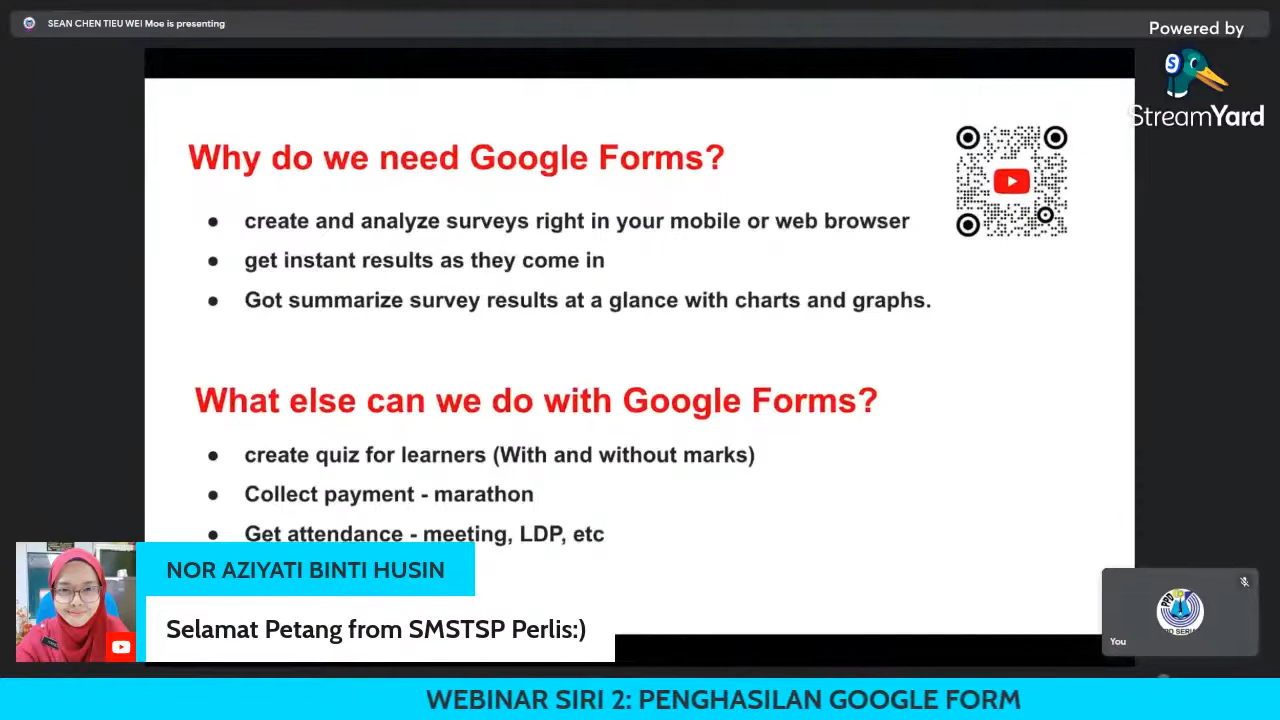 SEAN CHEN TIEU WEI Moe is presenting
Powered by
StreamYard
Why do we need Google Forms?
● create and analyze surveys right in your mobile or web browser
● get instant results as they come in
● Got summarize survey results at a glance with charts and graphs.
What else can we do with Google Forms?
● create quiz for learners (With and without marks)
● Collect payment - marathon
● Get attendance - meeting, LDP, etc
NOR AZIYATI BINTI HUSIN
Selamat Petang from SMSTSP Perlis:)
You
WEBINAR SIRI 2: PENGHASILAN GOOGLE FORM